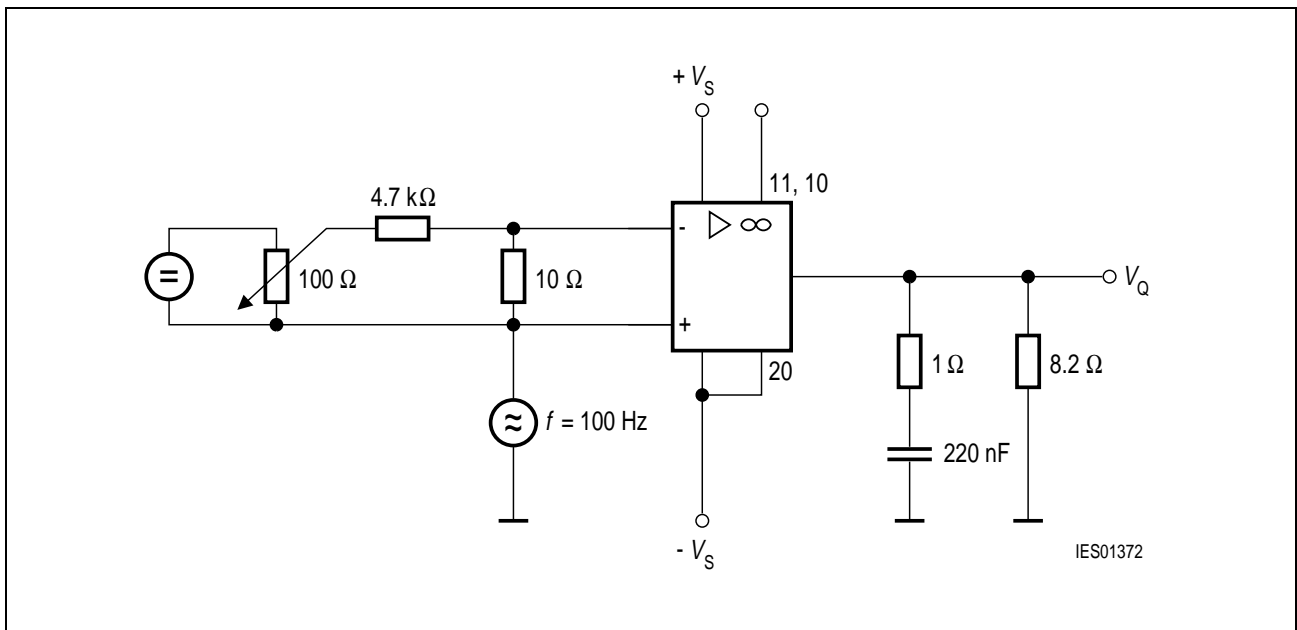 + V_S
11, 10
4.7 kΩ
- ▷ ∞
=
100 Ω
10 Ω
V_Q
+
20
1 Ω
8.2 Ω
≈
f = 100 Hz
220 nF
- V_S
IES01372